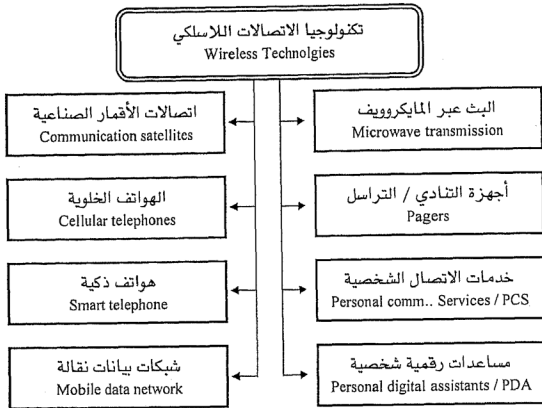 تكنولوجيا الاتصالات اللاسلكي
Wireless Technolgies
البث عبر المايكروويف
Microwave transmission
اتصالات الأقمار الصناعية
Communication satellites
أجهزة التنادي / التراسل
Pagers
الهواتف الخلوية
Cellular telephones
خدمات الاتصال الشخصية
Personal comm.. Services / PCS
هواتف ذكية
Smart telephone
مساعدات رقمية شخصية
Personal digital assistants / PDA
شبكات بيانات نقالة
Mobile data network